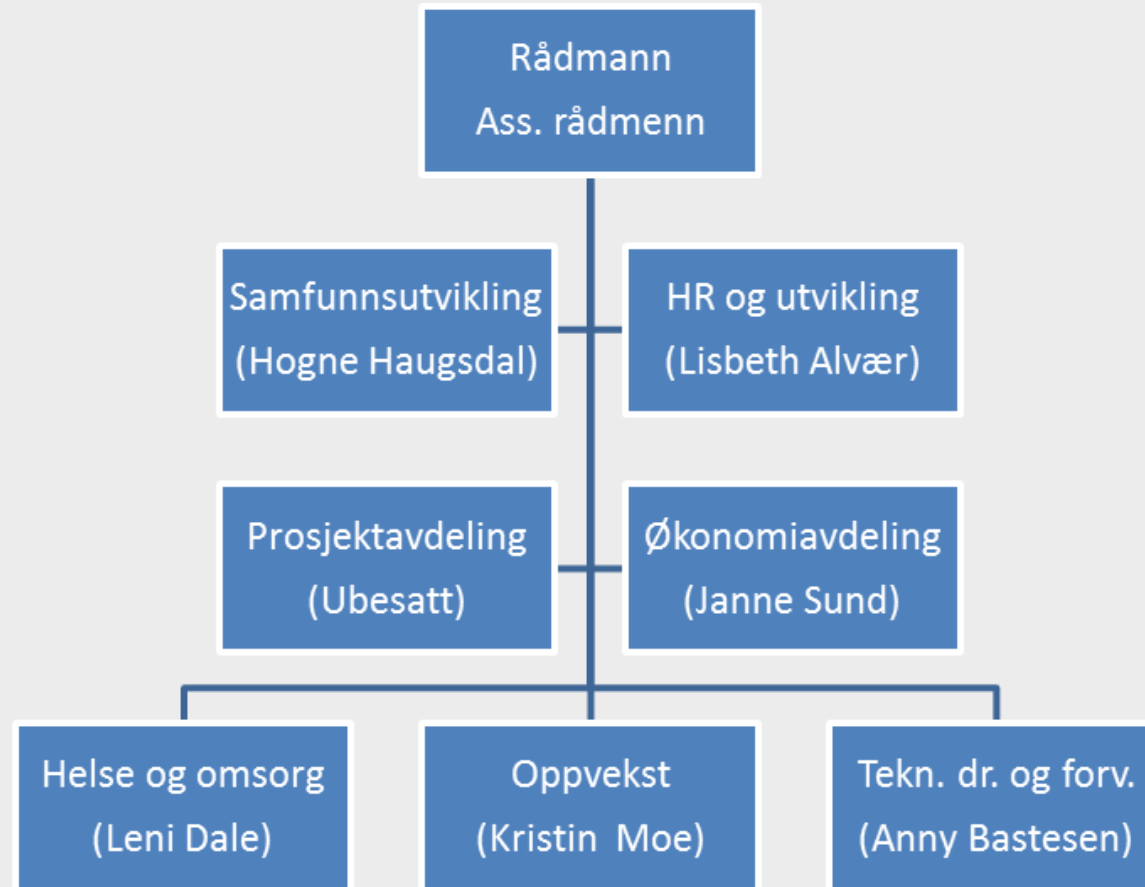 Rådmann
Ass. rådmenn
Samfunnsutvikling
(Hogne Haugsdal)
HR og utvikling
(Lisbeth Alvær)
Prosjektavdeling
(Ubesatt)
Økonomiavdeling
(Janne Sund)
Helse og omsorg
(Leni Dale)
Oppvekst
(Kristin Moe)
Tekn. dr. og forv.
(Anny Bastesen)